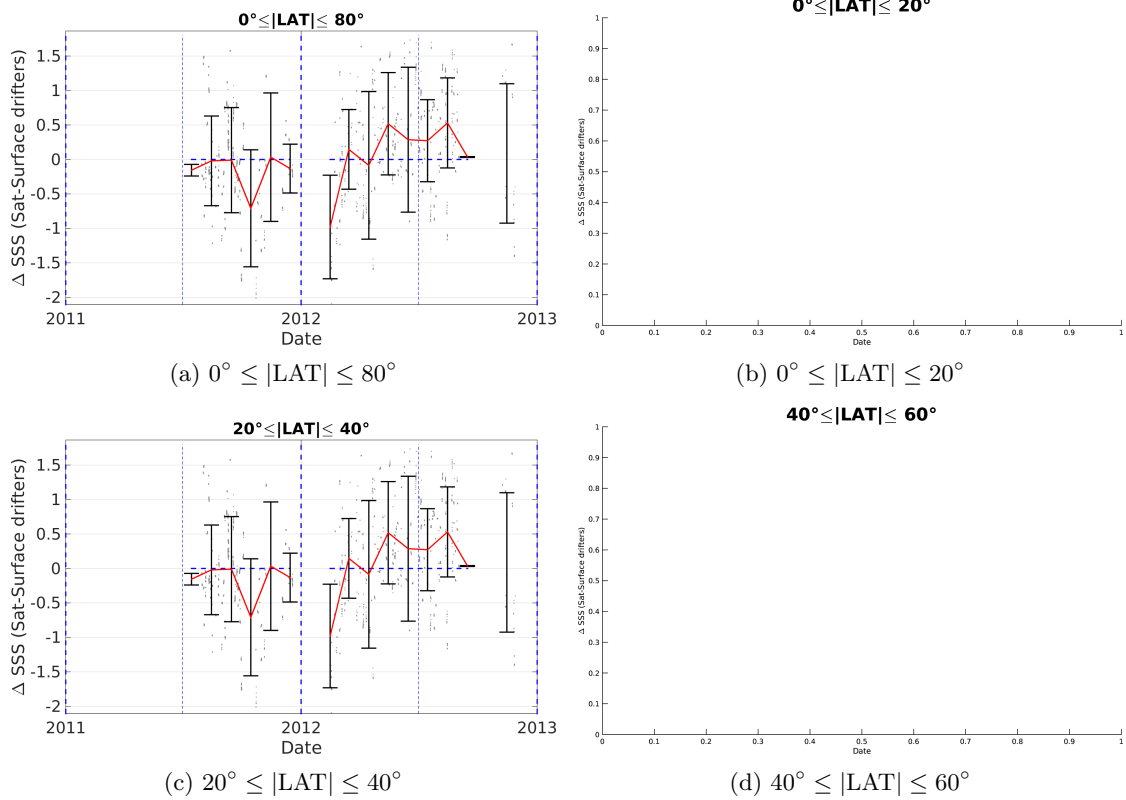 0°≤|LAT|≤ 80°
Δ SSS (Sat-Surface drifters)
1.5
1
0.5
0
-0.5
-1
-1.5
-2
2011 2012 2013
Date
(a) 0° ≤ |LAT| ≤ 80°
0°≤|LAT|≤ 20°
Δ SSS (Sat-Surface drifters)
1
0.9
0.8
0.7
0.6
0.5
0.4
0.3
0.2
0.1
0
0 0.1 0.2 0.3 0.4 0.5 0.6 0.7 0.8 0.9 1
Date
(b) 0° ≤ |LAT| ≤ 20°
20°≤|LAT|≤ 40°
Δ SSS (Sat-Surface drifters)
1.5
1
0.5
0
-0.5
-1
-1.5
-2
2011 2012 2013
Date
(c) 20° ≤ |LAT| ≤ 40°
40°≤|LAT|≤ 60°
Δ SSS (Sat-Surface drifters)
1
0.9
0.8
0.7
0.6
0.5
0.4
0.3
0.2
0.1
0
0 0.1 0.2 0.3 0.4 0.5 0.6 0.7 0.8 0.9 1
Date
(d) 40° ≤ |LAT| ≤ 60°